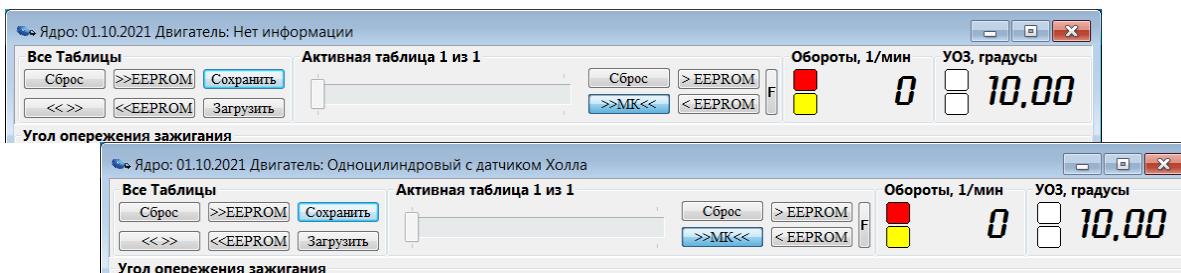 Ядро: 01.10.2021 Двигатель: Нет информации
Все Таблицы Активная таблица 1 из 1 Обороты, 1/мин УОЗ, градусы
Сброс >>EEPROM Сохранить Сброс > EEPROM F 0 10,00
<< >> <<EEPROM Загрузить >>МК<< < EEPROM
Угол опережения зажигания
Ядро: 01.10.2021 Двигатель: Одноцилиндровый с датчиком Холла
Все Таблицы Активная таблица 1 из 1 Обороты, 1/мин УОЗ, градусы
Сброс >>EEPROM Сохранить Сброс > EEPROM F 0 10,00
<< >> <<EEPROM Загрузить >>МК<< < EEPROM
Угол опережения зажигания